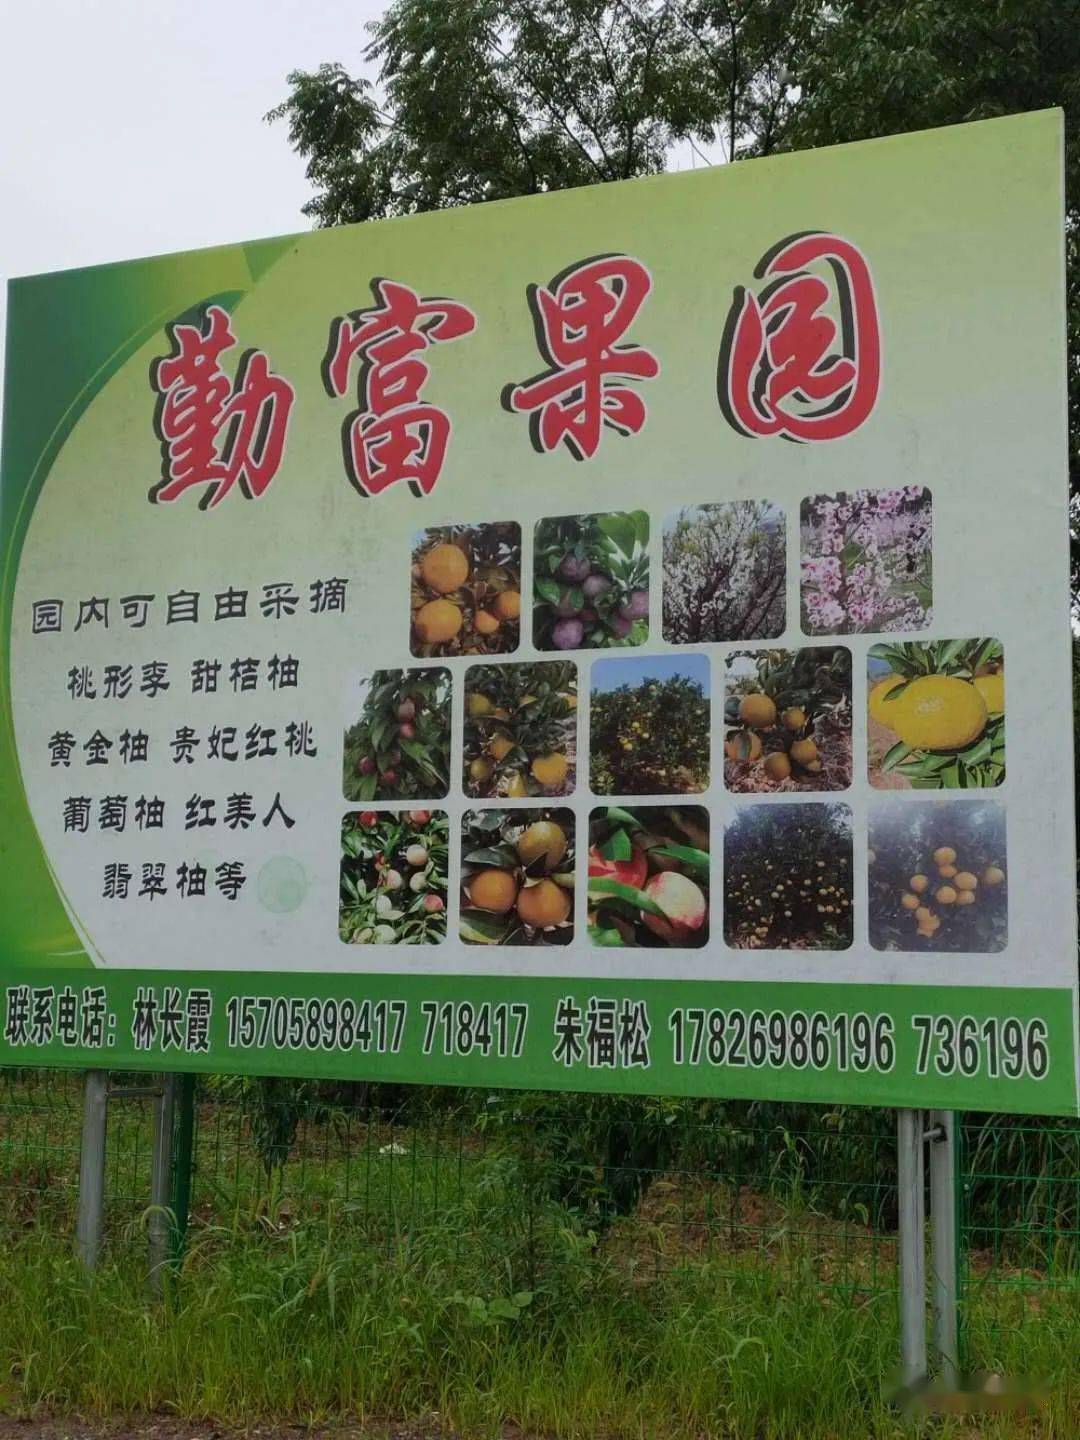 勤富果园
园内可自由采摘
桃形李 甜桔柚
黄金柚 贵妃红桃
葡萄柚 红美人
翡翠柚等
联系电话：林长霞 15705898417 718417 朱福松 17826986196 736196